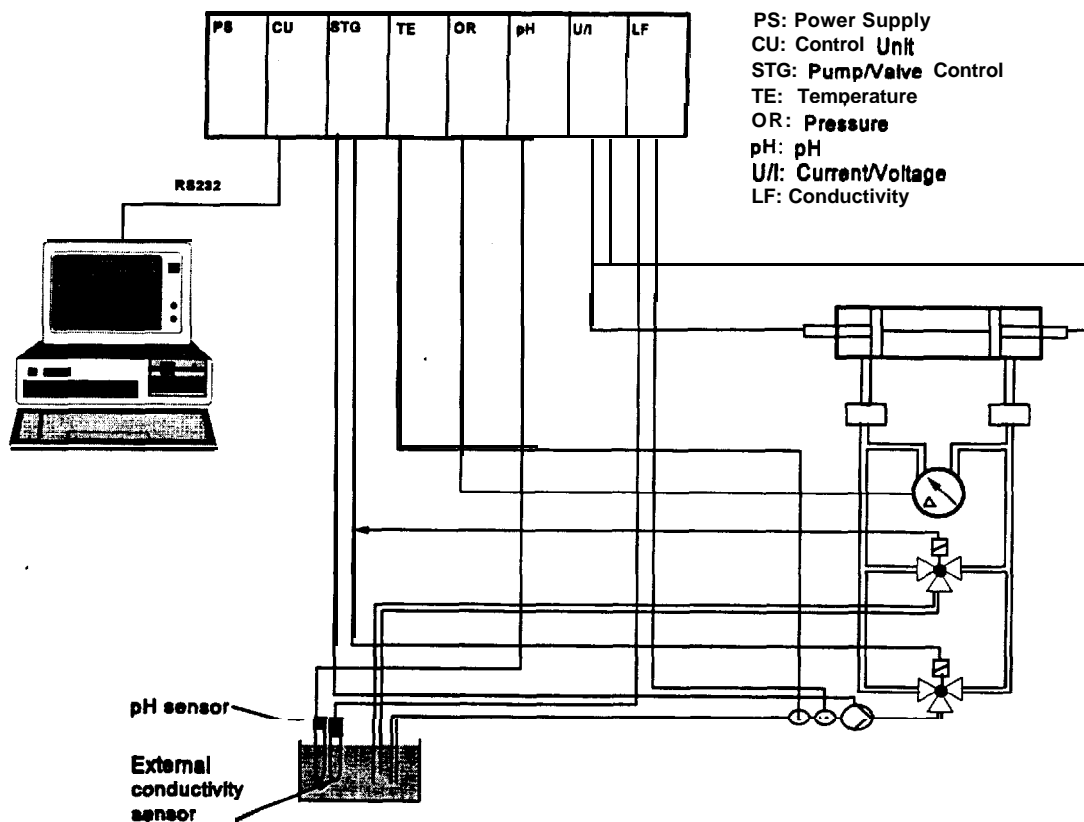 PS CU STG TE OR pH U/I LF
PS: Power Supply
CU: Control Unit
STG: Pump/Valve Control
TE: Temperature
OR: Pressure
pH: pH
U/I: Current/Voltage
LF: Conductivity
RS232
Δ
pH sensor
External
conductivity
sensor